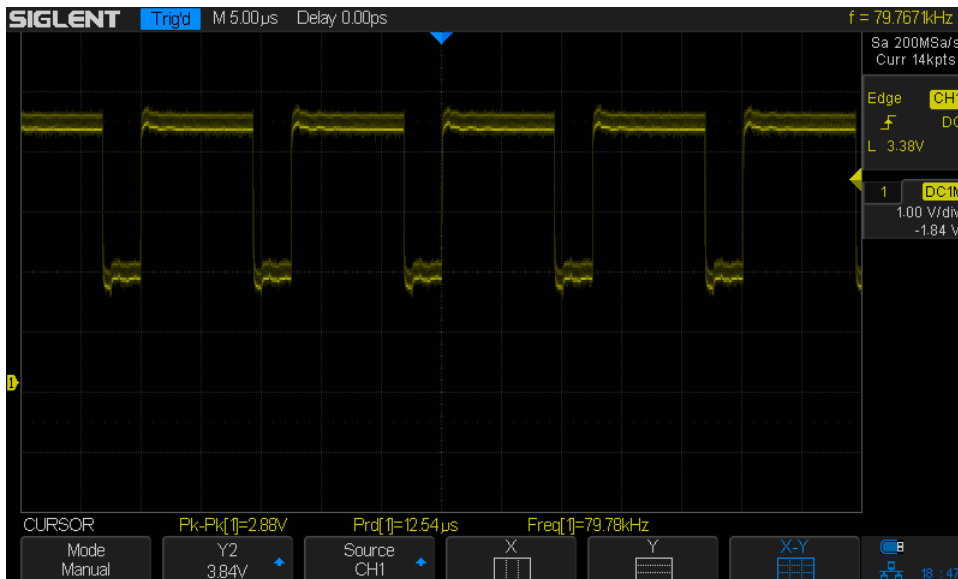 SIGLENT Trig'd M 5.00µs Delay 0.00ps f = 79.7671kHz
Sa 200MSa/s
Curr 14kpts
Edge CH1
DC
L 3.38V
1 DC1M
1.00 V/div
-1.84 V
1
CURSOR Pk-Pk[1]=2.88V Prd[1]=12.54µs Freq[1]=79.78kHz
Mode Y2 Source X Y X-Y
Manual 3.84V CH1
18 : 47